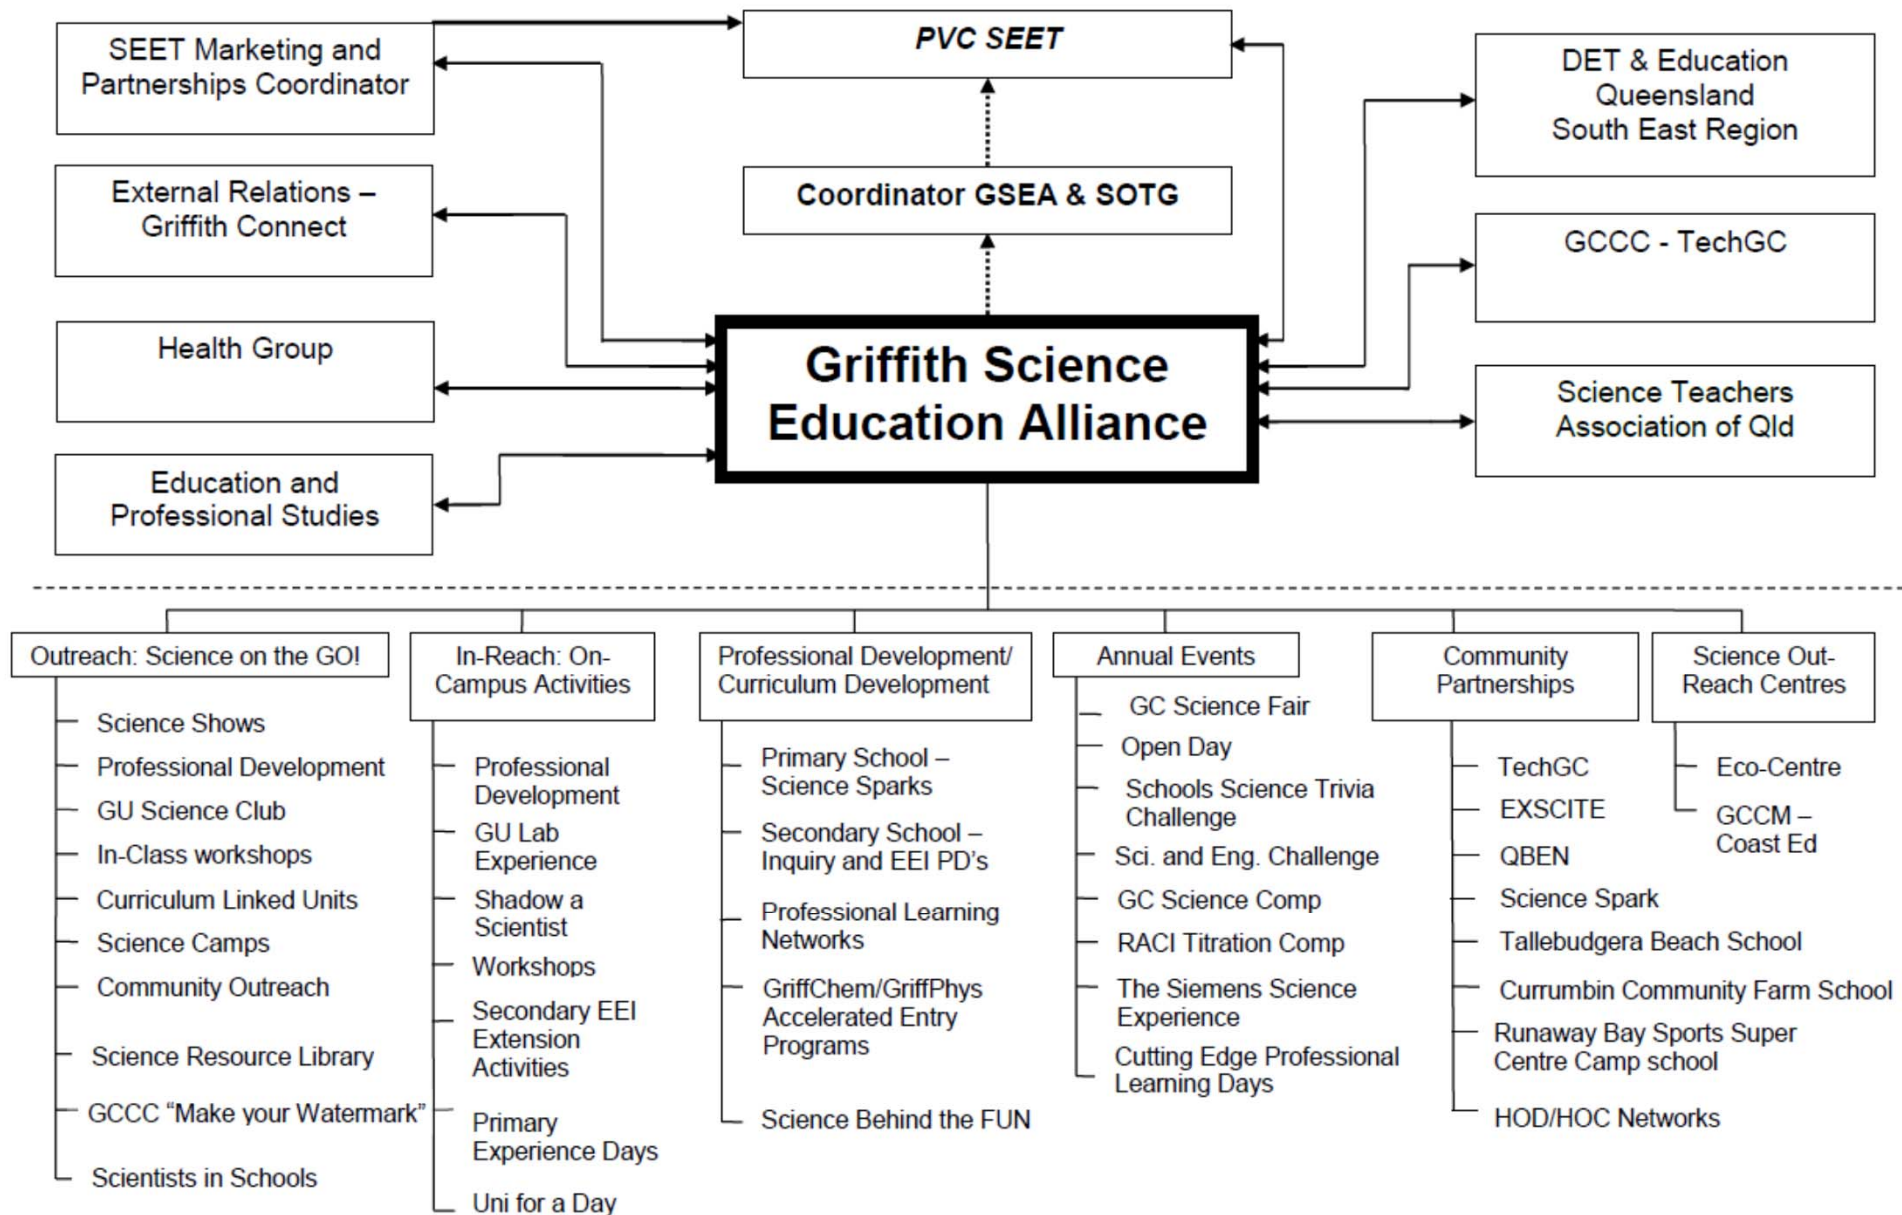 SEET Marketing and
Partnerships Coordinator
PVC SEET
DET & Education
Queensland
South East Region
External Relations –
Griffith Connect
Coordinator GSEA & SOTG
GCCC - TechGC
Health Group
Griffith Science
Education Alliance
Science Teachers
Association of Qld
Education and
Professional Studies
Outreach: Science on the GO!
Science Shows
Professional Development
GU Science Club
In-Class workshops
Curriculum Linked Units
Science Camps
Community Outreach
Science Resource Library
GCCC “Make your Watermark”
Scientists in Schools
In-Reach: On-
Campus Activities
Professional
Development
GU Lab
Experience
Shadow a
Scientist
Workshops
Secondary EEI
Extension
Activities
Primary
Experience Days
Uni for a Day
Professional Development/
Curriculum Development
Primary School –
Science Sparks
Secondary School –
Inquiry and EEI PD’s
Professional Learning
Networks
GriffChem/GriffPhys
Accelerated Entry
Programs
Science Behind the FUN
Annual Events
GC Science Fair
Open Day
Schools Science Trivia
Challenge
Sci. and Eng. Challenge
GC Science Comp
RACI Titration Comp
The Siemens Science
Experience
Cutting Edge Professional
Learning Days
Community
Partnerships
TechGC
EXSCITE
QBEN
Science Spark
Tallebudgera Beach School
Currumbin Community Farm School
Runaway Bay Sports Super
Centre Camp school
HOD/HOC Networks
Science Out-
Reach Centres
Eco-Centre
GCCM –
Coast Ed